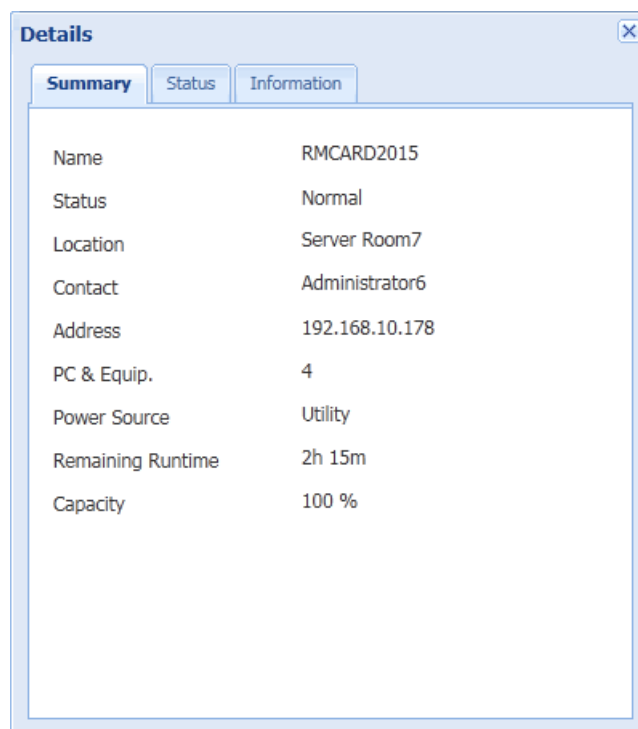 Details
Summary Status Information
Name RMCARD2015
Status Normal
Location Server Room7
Contact Administrator6
Address 192.168.10.178
PC & Equip. 4
Power Source Utility
Remaining Runtime 2h 15m
Capacity 100 %